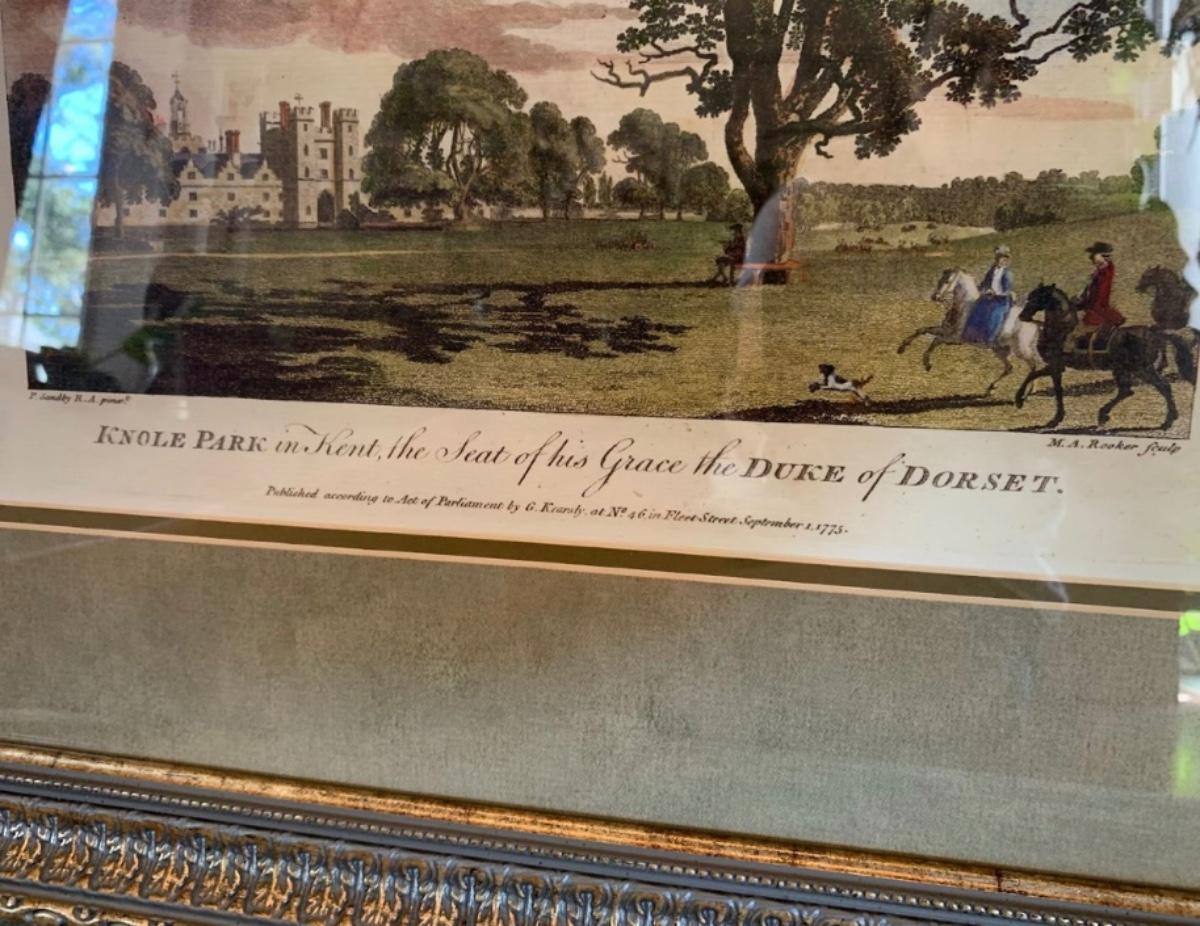 P. Sandby R.A. pinxt.
M.A. Rooker sculp
KNOLE PARK in Kent, the Seat of his Grace the DUKE of DORSET.
Published according to Act of Parliament by G. Kearsly, at No. 46, in Fleet Street September 1, 1775.